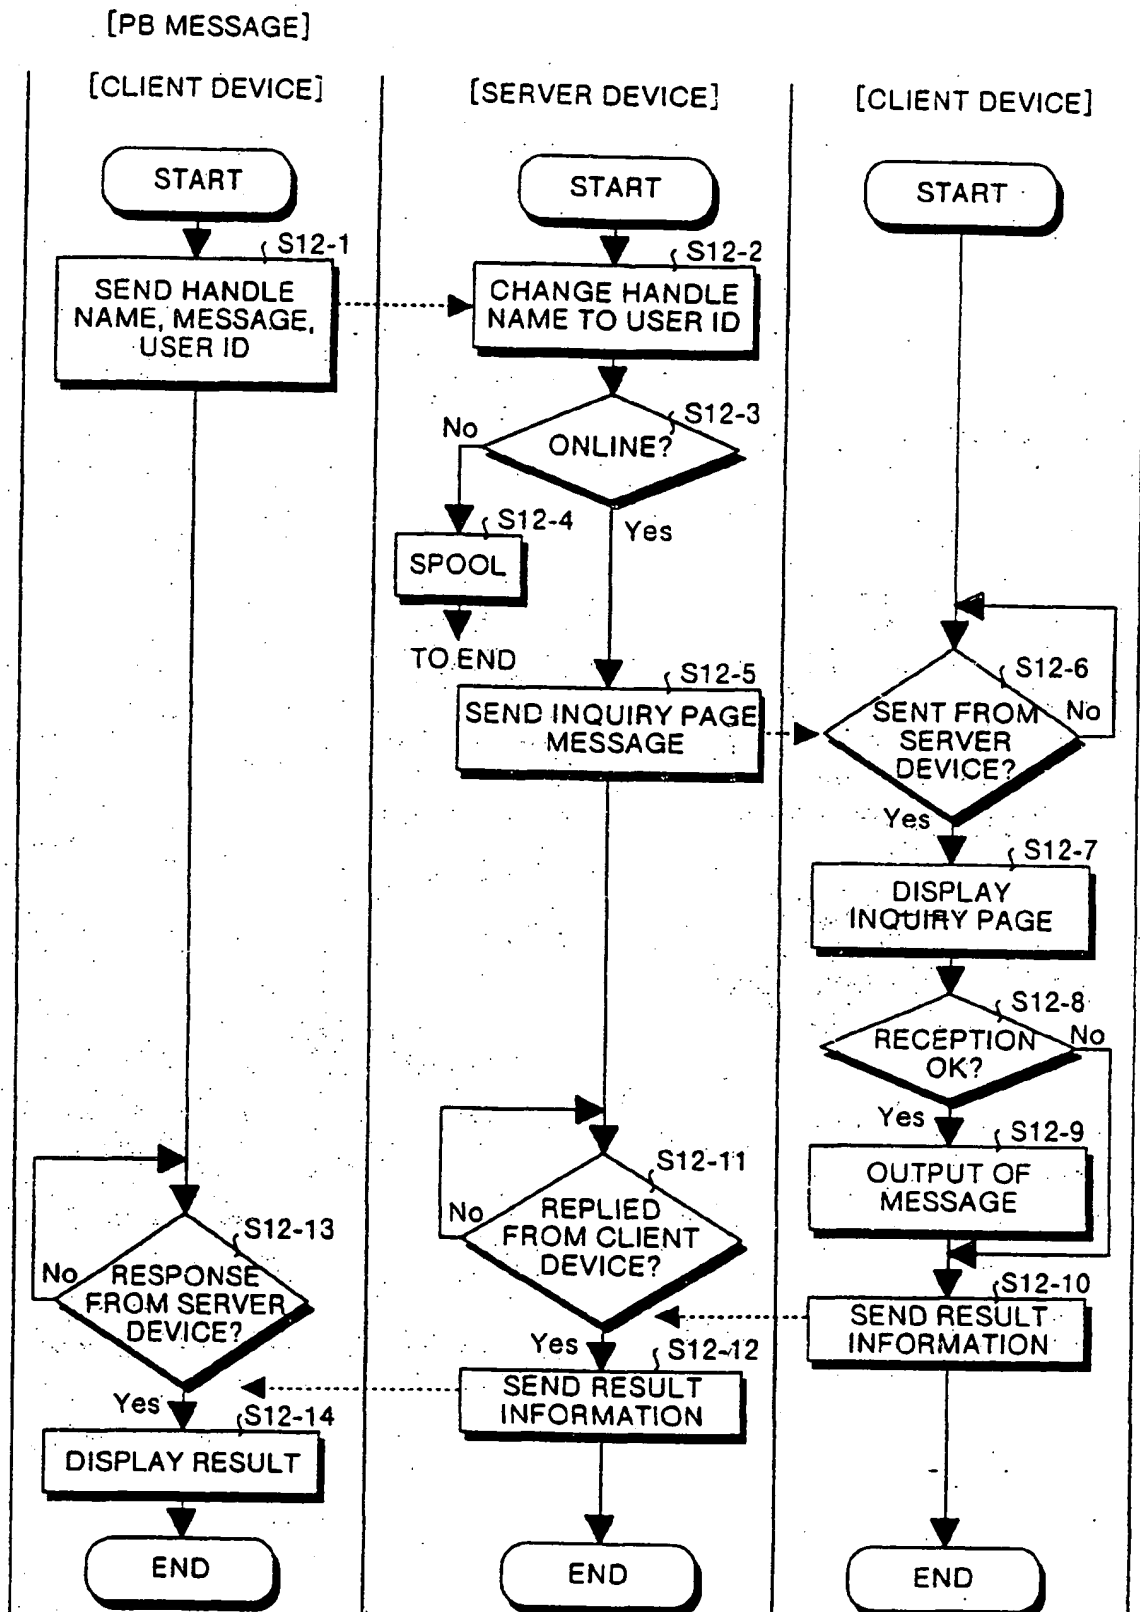 [PB MESSAGE]
[CLIENT DEVICE]
[SERVER DEVICE]
[CLIENT DEVICE]
START
START
START
S12-1
SEND HANDLE
NAME, MESSAGE,
USER ID
S12-2
CHANGE HANDLE
NAME TO USER ID
S12-3
ONLINE?
No
Yes
S12-4
SPOOL
TO END
S12-5
SEND INQUIRY PAGE
MESSAGE
S12-6
SENT FROM
SERVER
DEVICE?
No
Yes
S12-7
DISPLAY
INQUIRY PAGE
S12-8
RECEPTION
OK?
No
Yes
S12-9
OUTPUT OF
MESSAGE
S12-10
SEND RESULT
INFORMATION
S12-11
REPLIED
FROM CLIENT
DEVICE?
No
Yes
S12-12
SEND RESULT
INFORMATION
S12-13
RESPONSE
FROM SERVER
DEVICE?
No
Yes
S12-14
DISPLAY RESULT
END
END
END